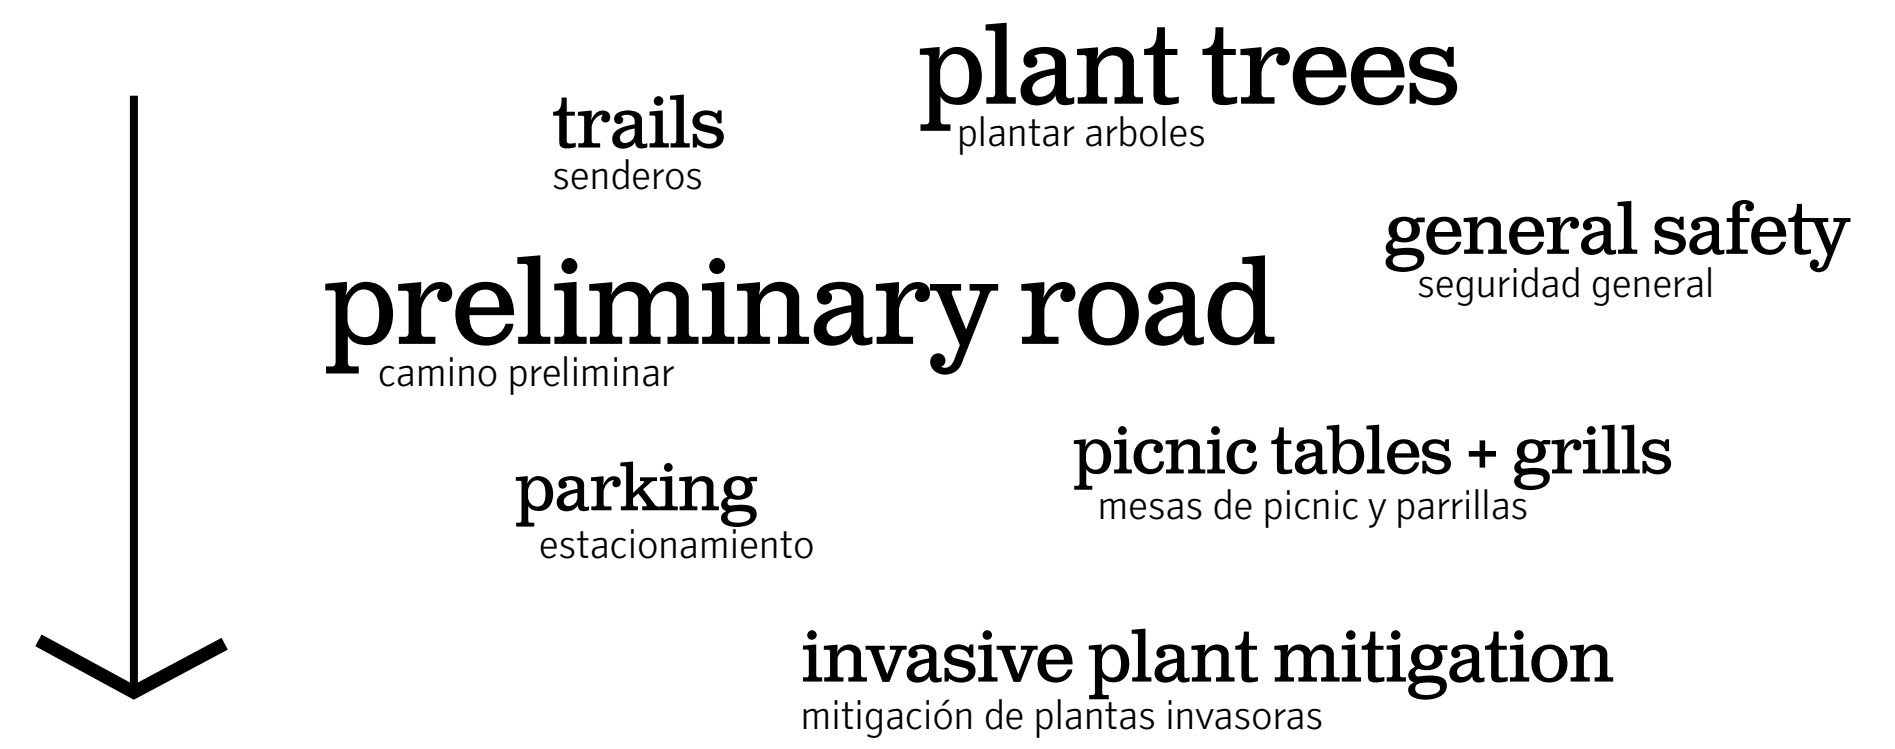 plant trees
plantar arboles
trails
senderos
general safety
seguridad general
preliminary road
camino preliminar
picnic tables + grills
mesas de picnic y parrillas
parking
estacionamiento
invasive plant mitigation
mitigación de plantas invasoras